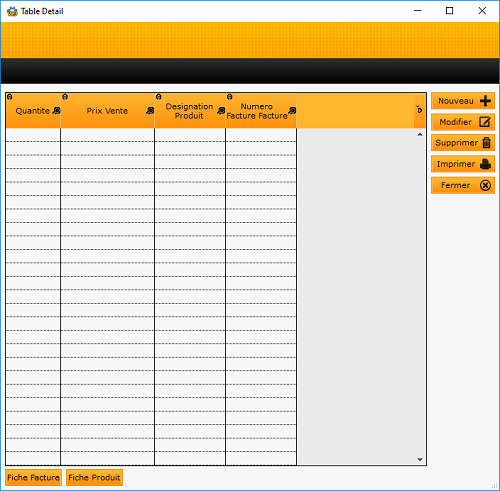 Table Detail
Quantite
Prix Vente
Designation
Produit
Numero
Facture Facture
Nouveau
Modifier
Supprimer
Imprimer
Fermer
Fiche Facture
Fiche Produit